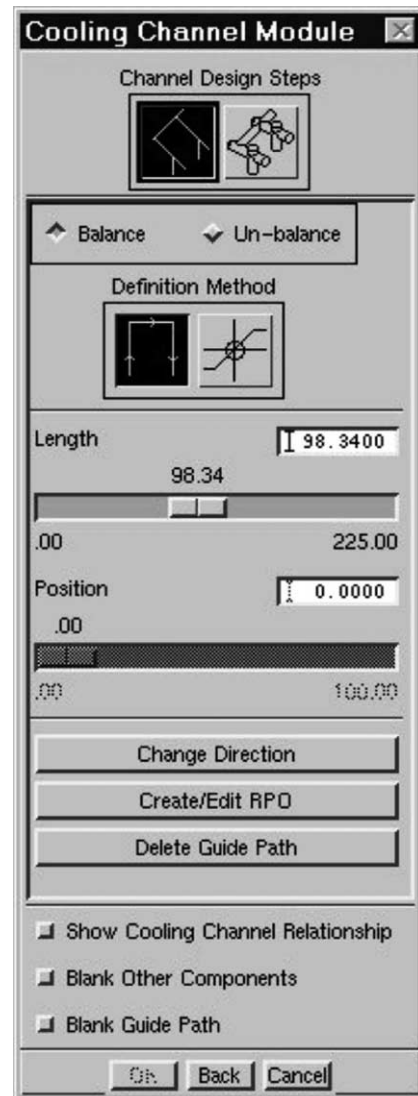 Cooling Channel Module
Channel Design Steps
Balance Un-balance
Definition Method
Length 98.3400
98.34
.00 225.00
Position 0.0000
.00
.00 100.00
Change Direction
Create/Edit RPO
Delete Guide Path
Show Cooling Channel Relationship
Blank Other Components
Blank Guide Path
OK Back Cancel